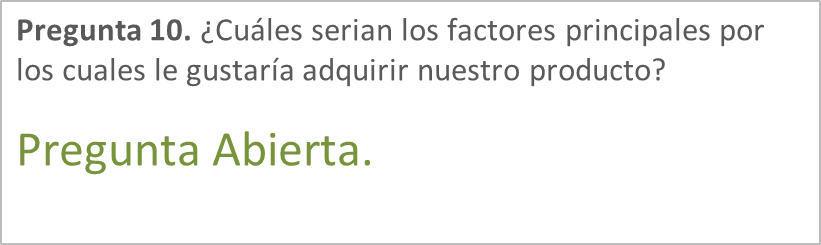 Pregunta 10. ¿Cuáles serian los factores principales por
los cuales le gustaría adquirir nuestro producto?
Pregunta Abierta.